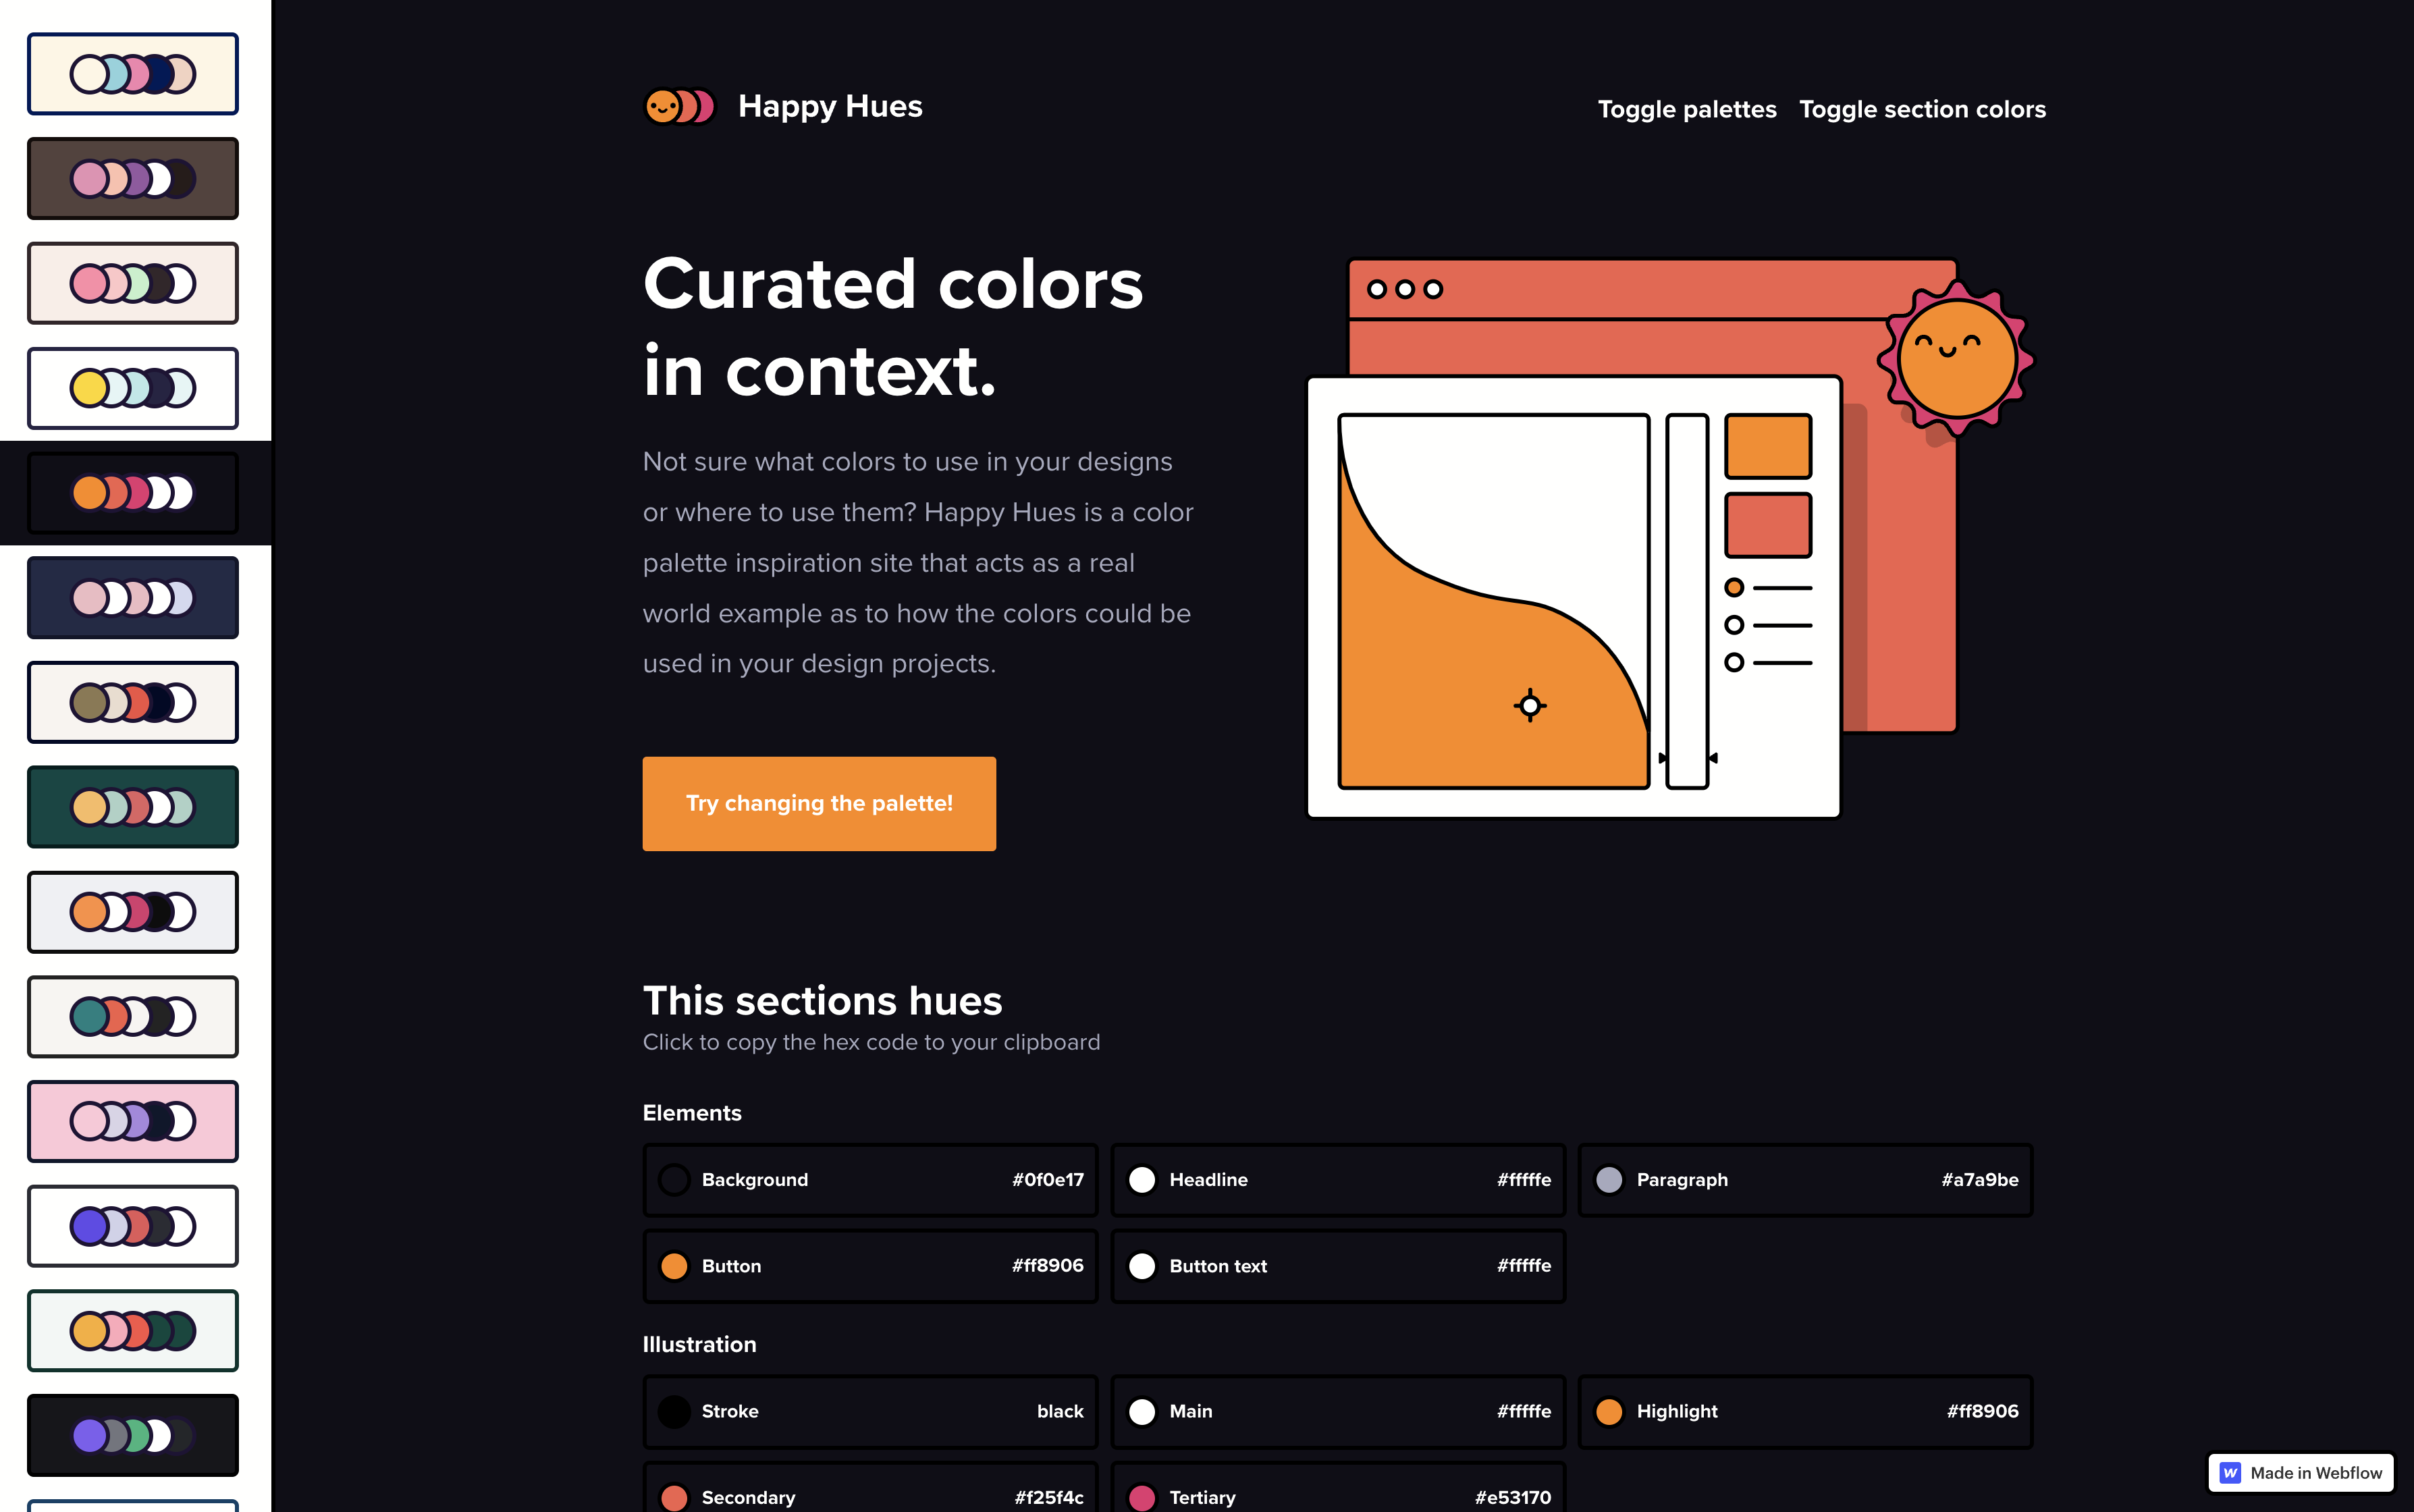 Happy Hues
Toggle palettes
Toggle section colors
Curated colors
in context.
Not sure what colors to use in your designs
or where to use them? Happy Hues is a color
palette inspiration site that acts as a real
world example as to how the colors could be
used in your design projects.
Try changing the palette!
This sections hues
Click to copy the hex code to your clipboard
Elements
Background #0f0e17
Headline #fffffe
Paragraph #a7a9be
Button #ff8906
Button text #fffffe
Illustration
Stroke black
Main #fffffe
Highlight #ff8906
Secondary #f25f4c
Tertiary #e53170
Made in Webflow